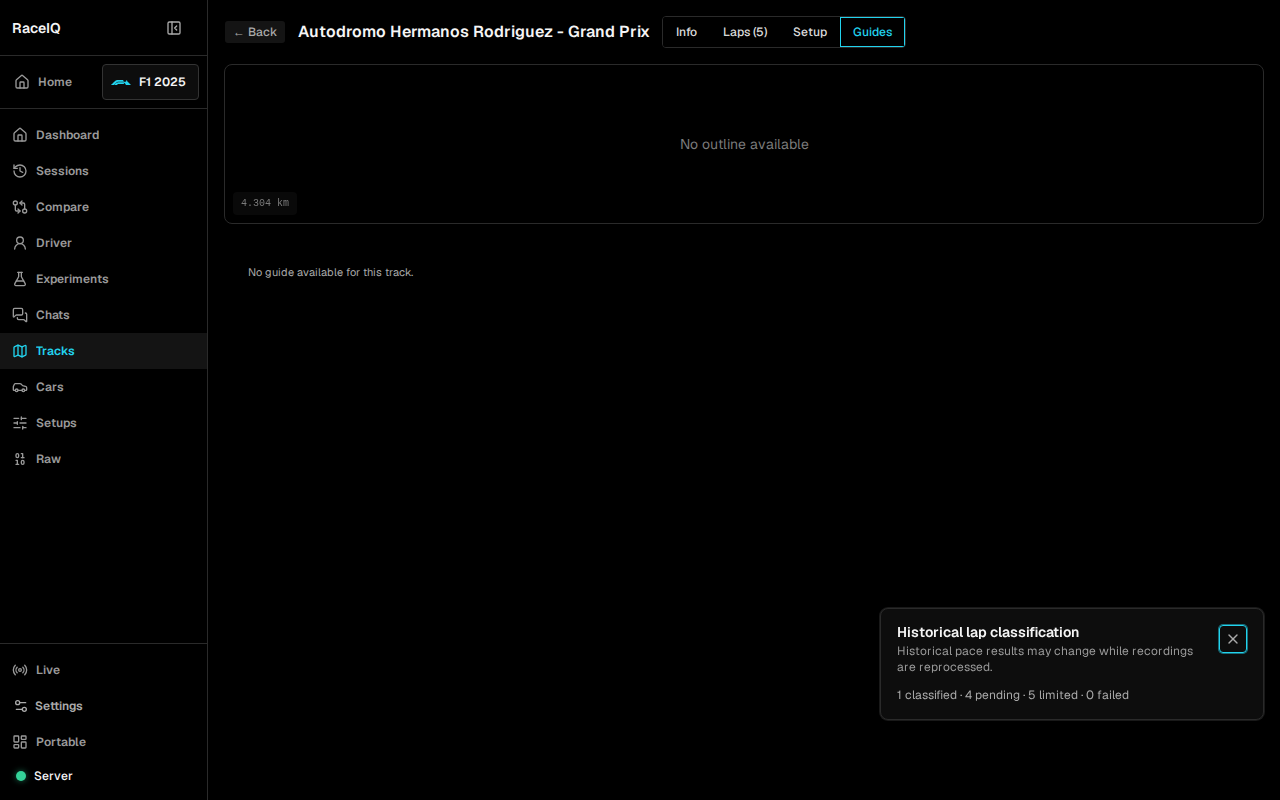 RaceIQ
Home
F1 2025
Dashboard
Sessions
Compare
Driver
Experiments
Chats
Tracks
Cars
Setups
Raw
Live
Settings
Portable
Server
← Back
Autodromo Hermanos Rodriguez - Grand Prix
Info
Laps (5)
Setup
Guides
No outline available
4.304 km
No guide available for this track.
Historical lap classification
Historical pace results may change while recordings
are reprocessed.
1 classified · 4 pending · 5 limited · 0 failed